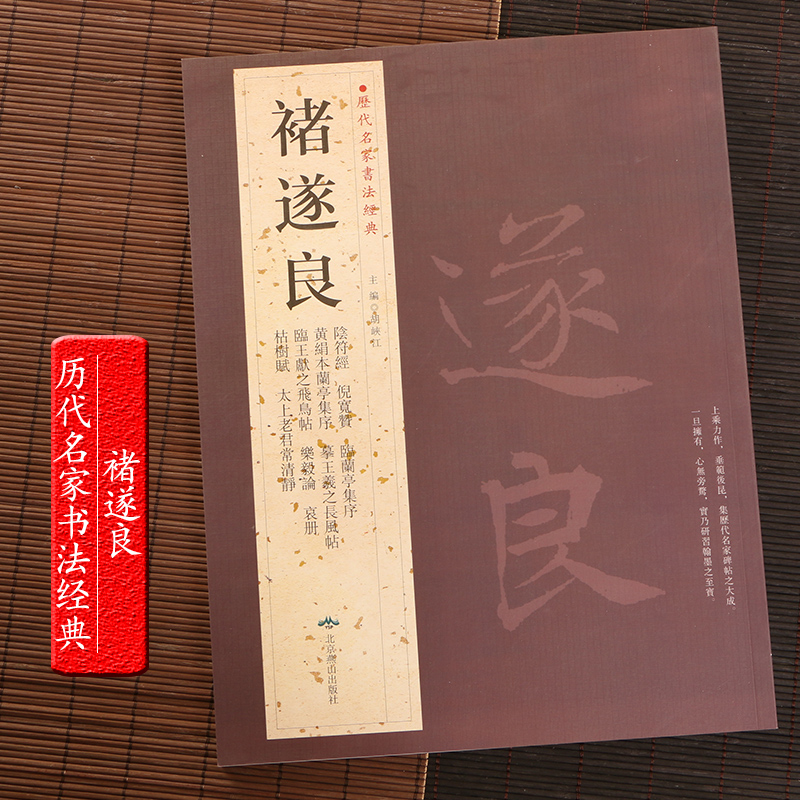 歷代名家書法經典
褚遂良
主編◎胡峽江
陰符經 倪寬贊 臨蘭亭集序
黃絹本蘭亭集序 摹王羲之長風帖
臨王獻之飛鳥帖 樂毅論 哀册
枯樹賦 太上老君常清靜
北京燕山出版社
遂良
上乘力作，垂範後昆，集歷代名家碑帖之大成。
一旦擁有，心無旁騖，實乃研習翰墨之至寶。
褚遂良
历代名家书法经典